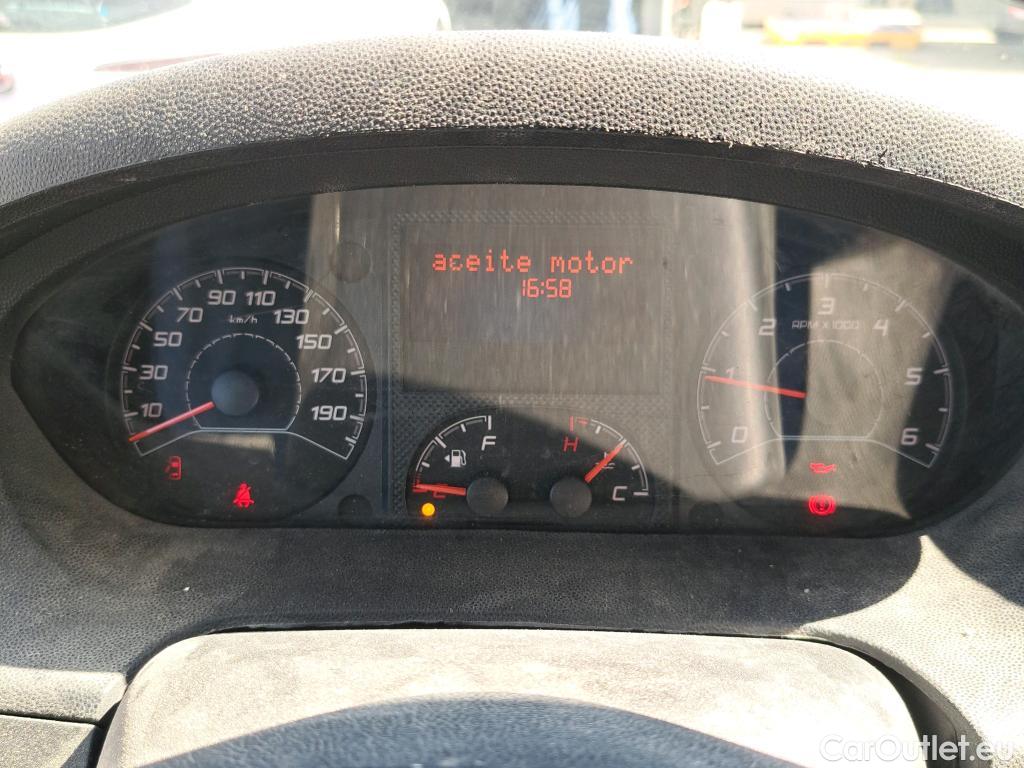 aceite motor
16:58
90 110
70 130
km/h
50 150
30 170
10 190
3
2 4
RPM X 1000
1 5
0 6
F H
C
CarOutlet.eu